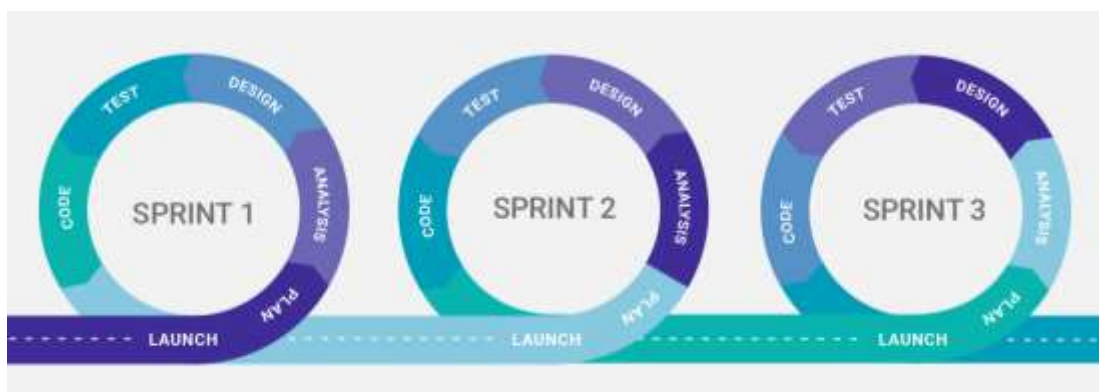 SPRINT 1
LAUNCH
PLAN
ANALYSIS
DESIGN
TEST
CODE
SPRINT 2
LAUNCH
PLAN
ANALYSIS
DESIGN
TEST
CODE
SPRINT 3
LAUNCH
PLAN
ANALYSIS
DESIGN
TEST
CODE